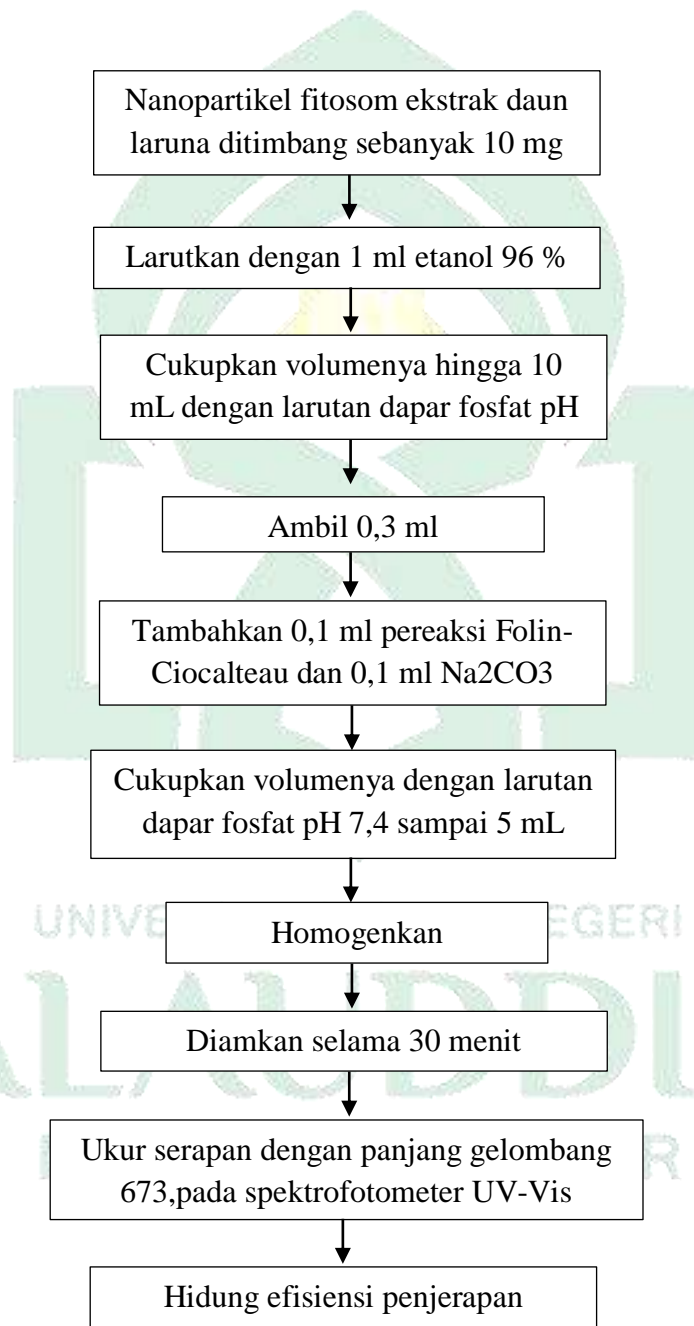 Nanopartikel fitosom ekstrak daun
laruna ditimbang sebanyak 10 mg
Larutkan dengan 1 ml etanol 96 %
Cukupkan volumenya hingga 10
mL dengan larutan dapar fosfat pH
Ambil 0,3 ml
Tambahkan 0,1 ml pereaksi Folin-
Ciocalteau dan 0,1 ml Na2CO3
Cukupkan volumenya dengan larutan
dapar fosfat pH 7,4 sampai 5 mL
UNIVE EGERI
Homogenkan
ALAUDDI
Diamkan selama 30 menit
Ukur serapan dengan panjang gelombang
673,pada spektrofotometer UV-Vis
R
Hidung efisiensi penjerapan